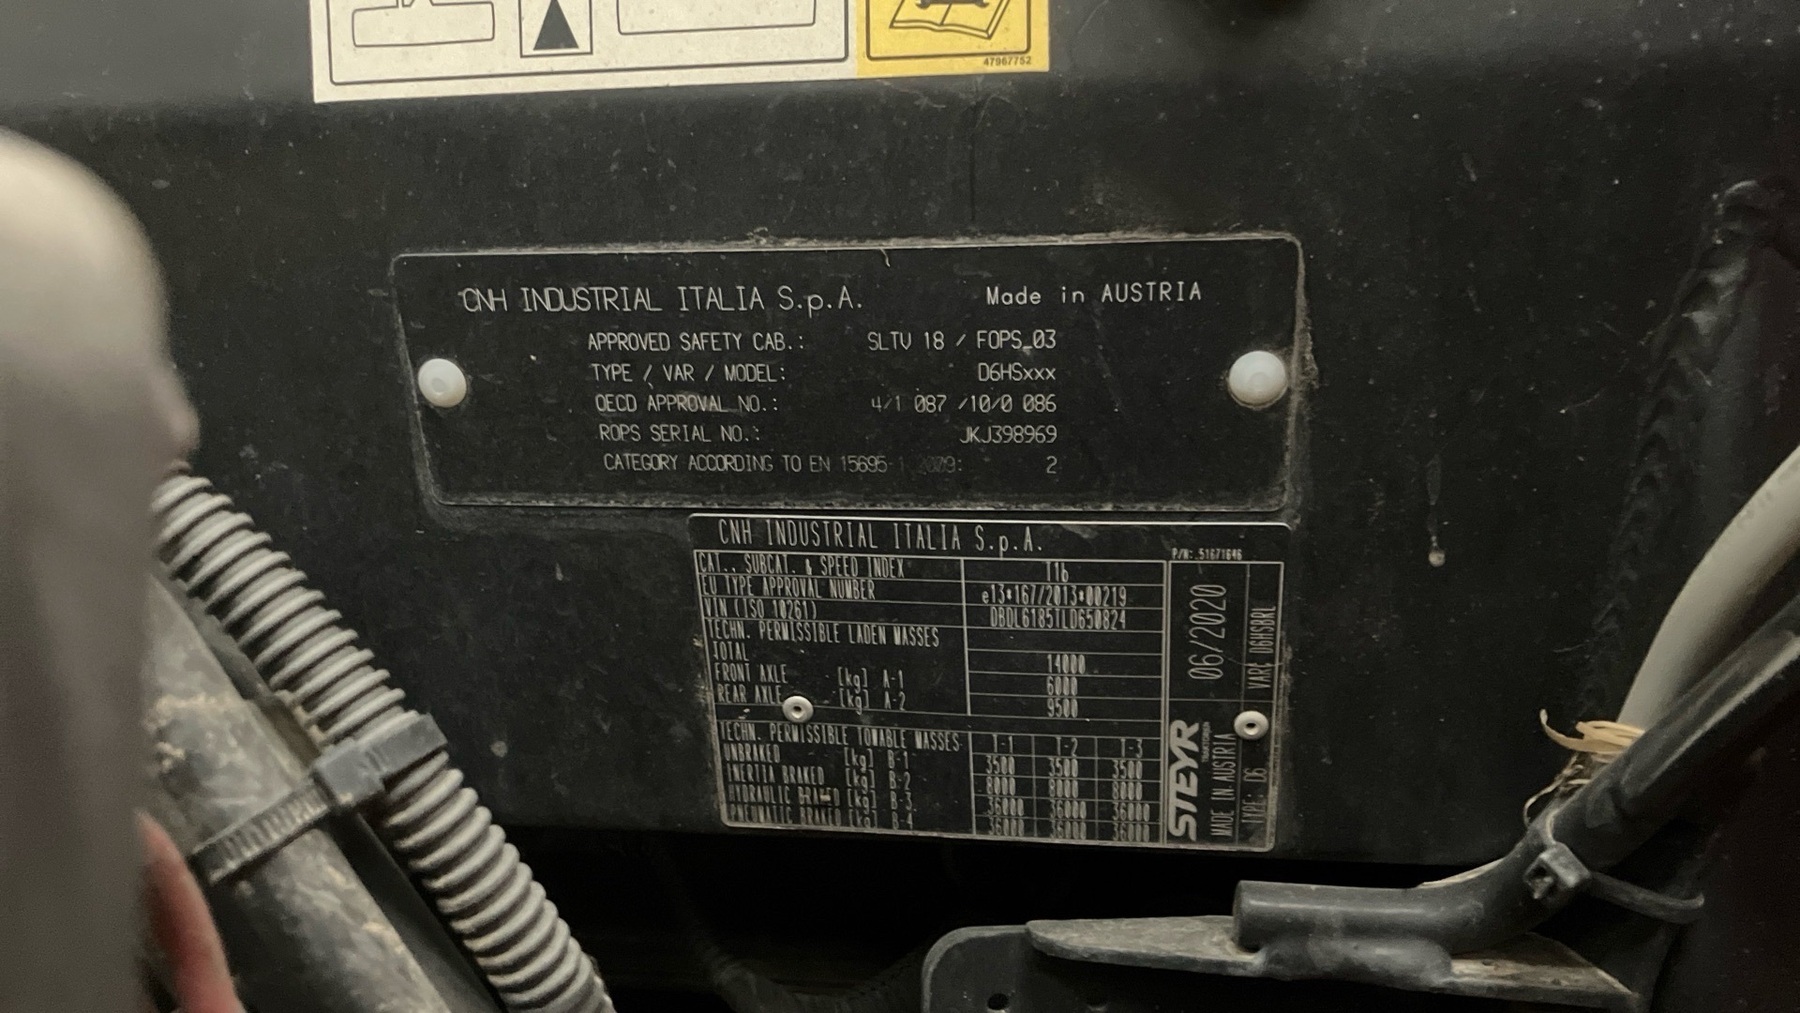 47967752
CNH INDUSTRIAL ITALIA S.p.A. Made in AUSTRIA
APPROVED SAFETY CAB.: SLTV 18 / FOPS_03
TYPE / VAR / MODEL: D6HSxxx
OECD APPROVAL NO.: 4/1 087 /10/0 086
ROPS SERIAL NO.: JKJ398969
CATEGORY ACCORDING TO EN 15695-1 2009: 2
CNH INDUSTRIAL ITALIA S.p.A.
P/N: 51671646
CAT., SUBCAT. & SPEED INDEX T1b
EU TYPE APPROVAL NUMBER e13*167/2013*00219
VIN (ISO 10261) DBDL6185TLD650824
TECHN. PERMISSIBLE LADEN MASSES
TOTAL 14000
FRONT AXLE [kg] A-1 6000
REAR AXLE [kg] A-2 9500
TECHN. PERMISSIBLE TOWABLE MASSES T-1 T-2 T-3
UNBRAKED [kg] B-1 3500 3500 3500
INERTIA BRAKED [kg] B-2 8000 8000 8000
HYDRAULIC BRAKED [kg] B-3 36000 36000 36000
PNEUMATIC BRAKED [kg] B-4 36000 36000 36000
06/2020
STEYR
TRAKTOREN
MADE IN AUSTRIA
VAR: D6HSBRL
TYPE: D6